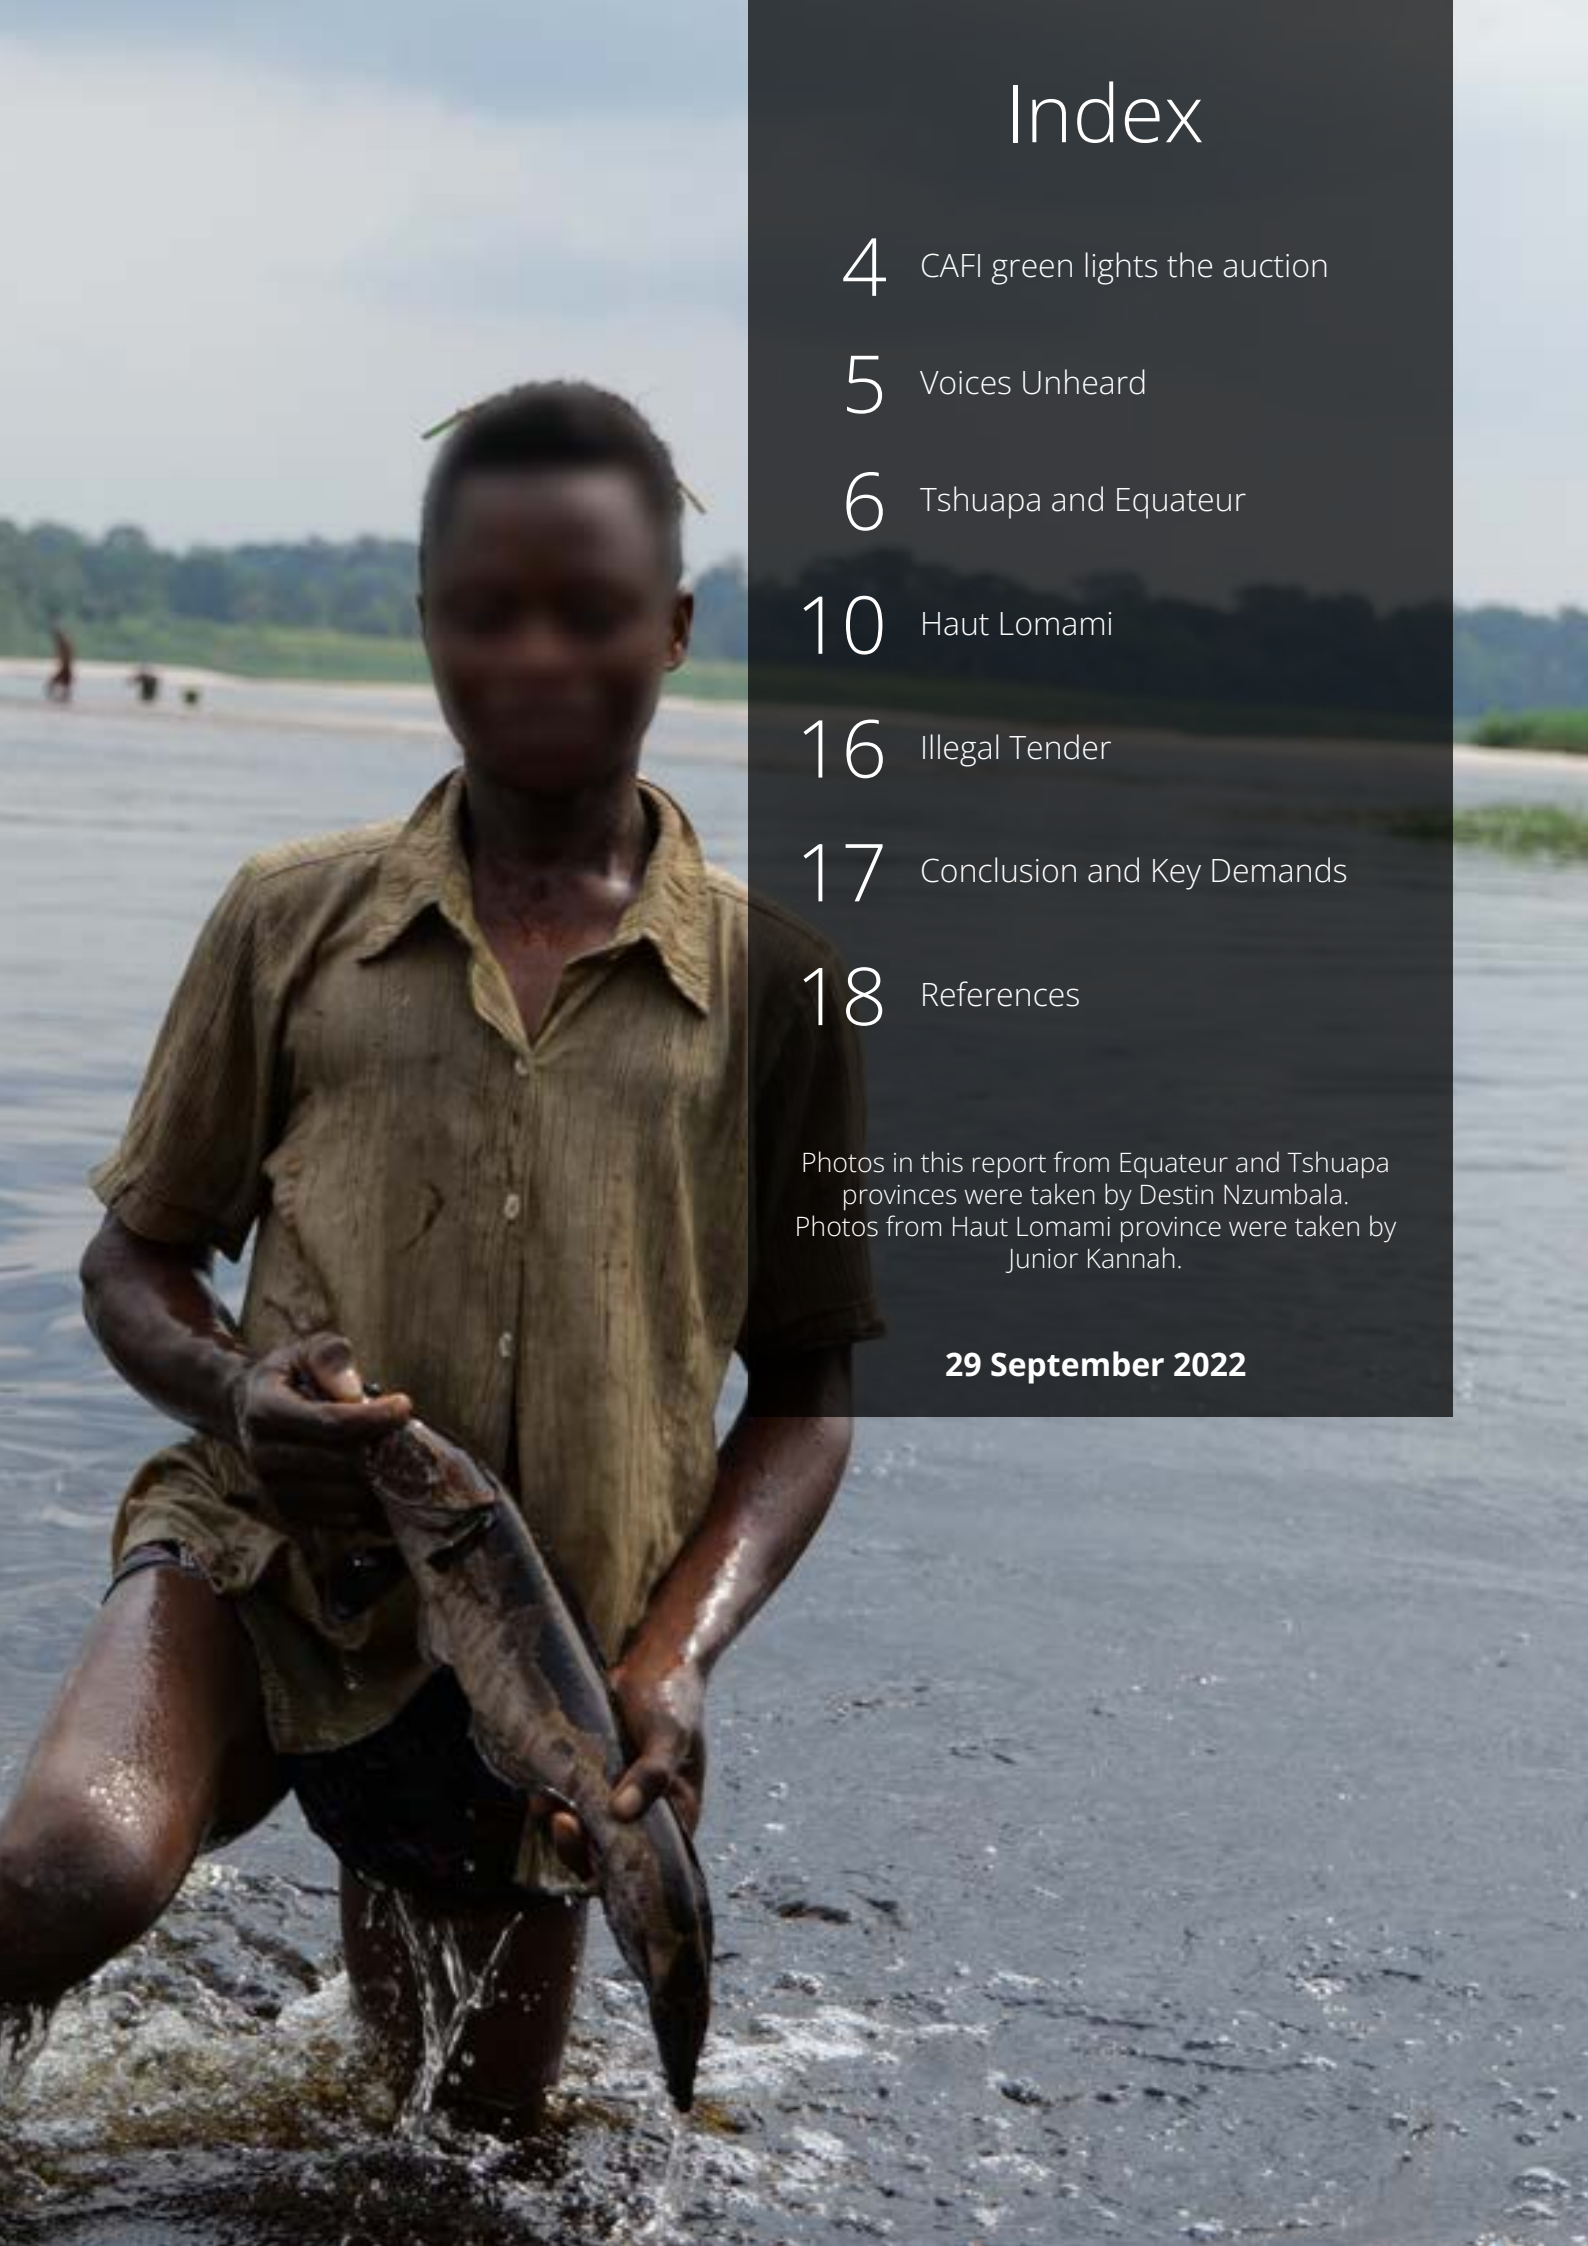 Index
4 CAFI green lights the auction
5 Voices Unheard
6 Tshuapa and Equateur
10 Haut Lomami
16 Illegal Tender
17 Conclusion and Key Demands
18 References
Photos in this report from Equateur and Tshuapa
provinces were taken by Destin Nzumbala.
Photos from Haut Lomami province were taken by
Junior Kannah.
29 September 2022